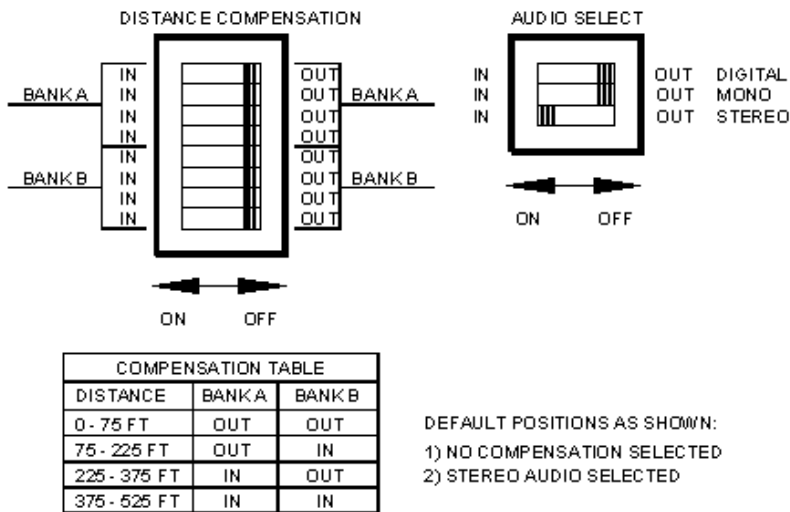 DISTANCE COMPENSATION
IN OUT
BANK A IN OUT BANK A
IN OUT
IN OUT
IN OUT
BANK B IN OUT BANK B
IN OUT
IN OUT
ON OFF
AUDIO SELECT
IN OUT DIGITAL
IN OUT MONO
IN OUT STEREO
ON OFF
COMPENSATION TABLE
DISTANCE BANK A BANK B
0 - 75 FT OUT OUT
75 - 225 FT OUT IN
225 - 375 FT IN OUT
375 - 525 FT IN IN
DEFAULT POSITIONS AS SHOWN:
1) NO COMPENSATION SELECTED
2) STEREO AUDIO SELECTED